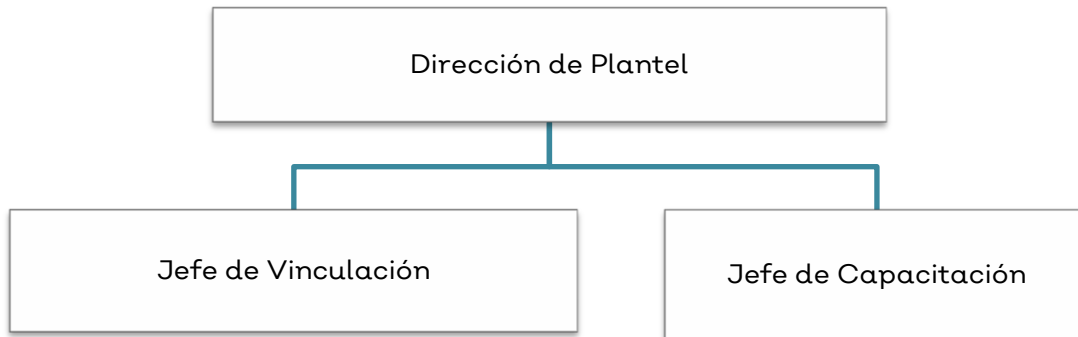 Dirección de Plantel
Jefe de Vinculación
Jefe de Capacitación